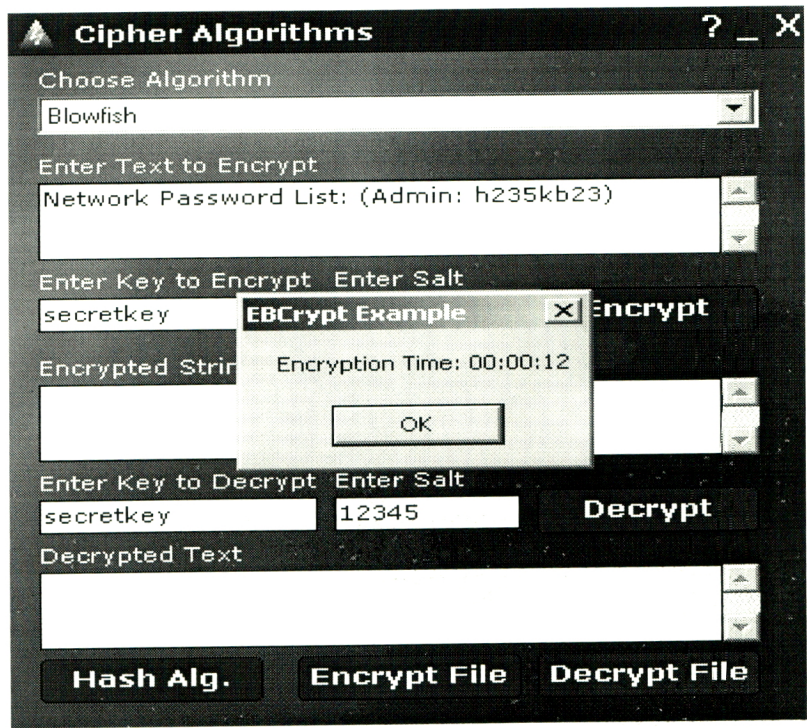 Cipher Algorithms ? _ X
Choose Algorithm
Blowfish
Enter Text to Encrypt
Network Password List: (Admin: h235kb23)
Enter Key to Encrypt Enter Salt
secretkey
Encrypt
EBCrypt Example
Encryption Time: 00:00:12
OK
Encrypted Strin
Enter Key to Decrypt Enter Salt
secretkey 12345 Decrypt
Decrypted Text
Hash Alg. Encrypt File Decrypt File